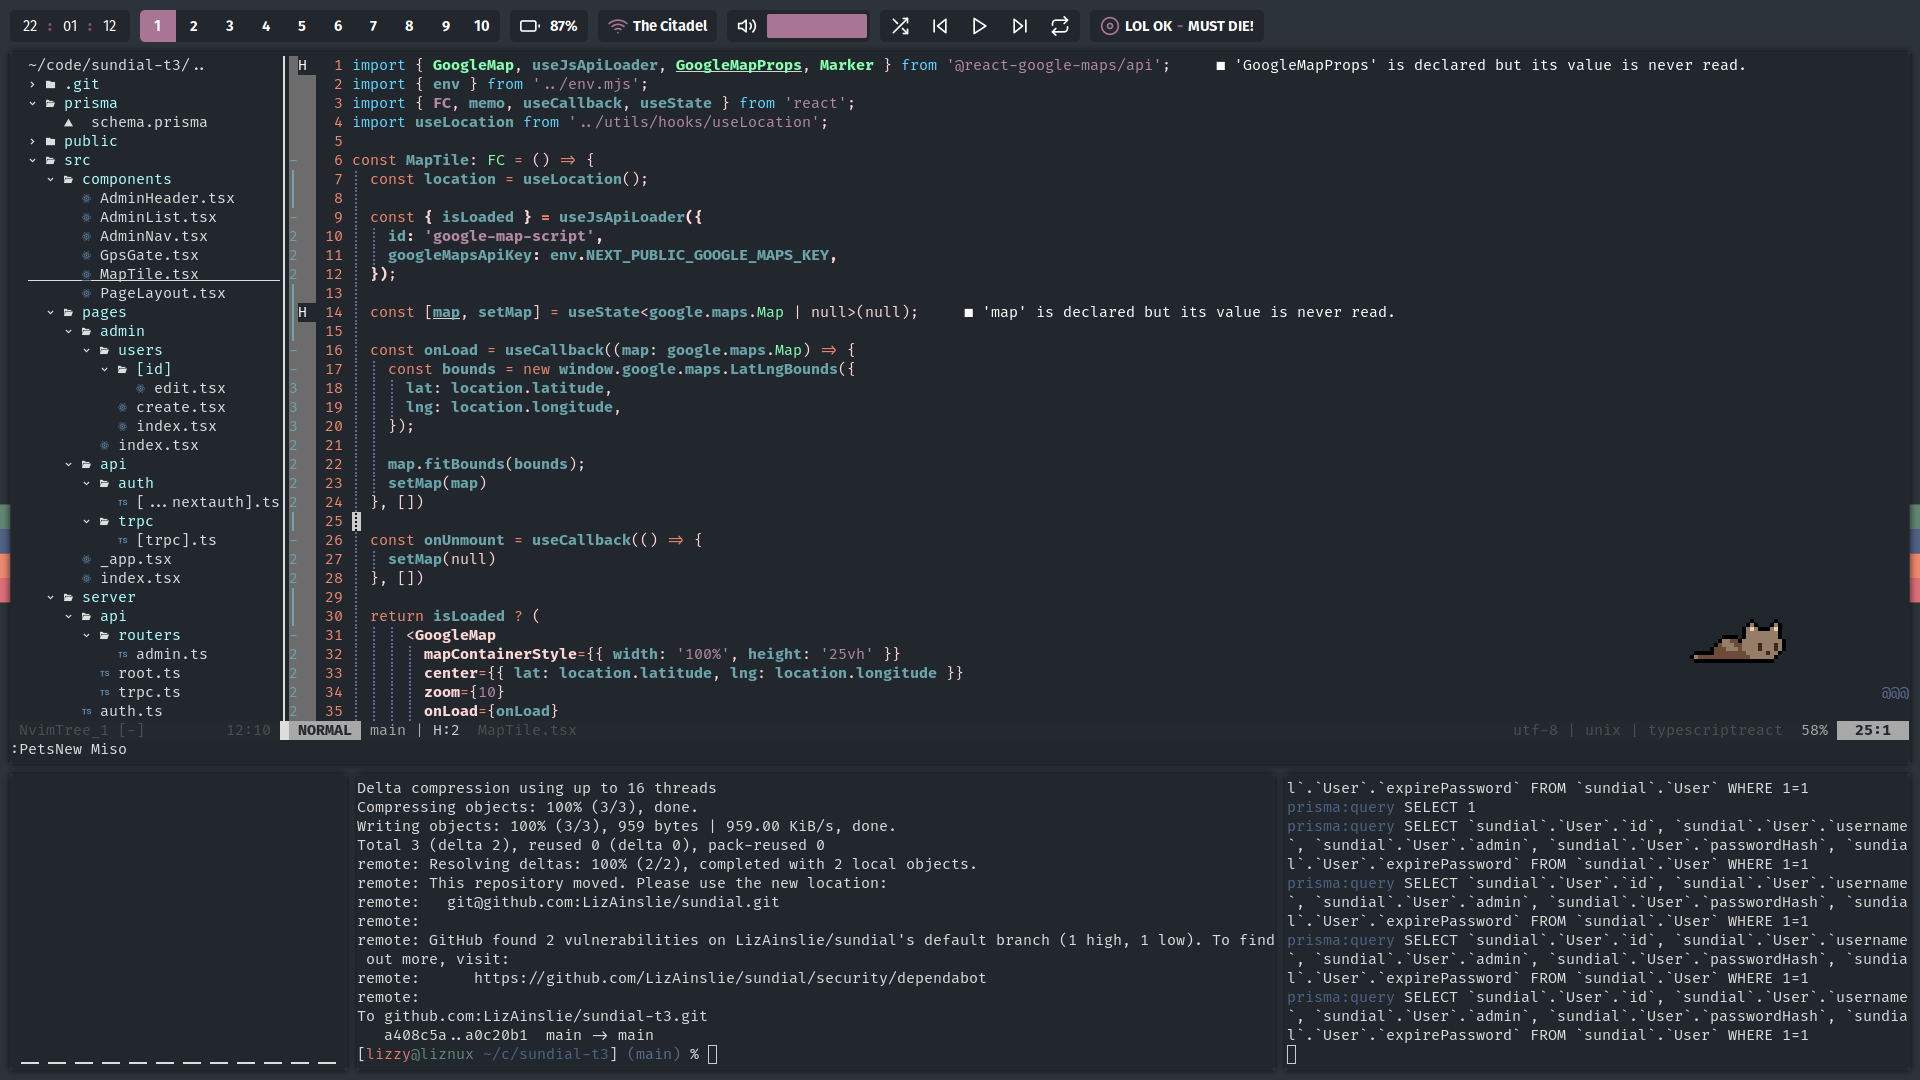 22 : 01 : 12 1 2 3 4 5 6 7 8 9 10 87% The Citadel LOL OK - MUST DIE!
~/code/sundial-t3/..
.git
prisma
schema.prisma
public
src
components
AdminHeader.tsx
AdminList.tsx
AdminNav.tsx
GpsGate.tsx
MapTile.tsx
PageLayout.tsx
pages
admin
users
[id]
edit.tsx
create.tsx
index.tsx
index.tsx
api
auth
[...nextauth].ts
trpc
[trpc].ts
_app.tsx
index.tsx
server
api
routers
admin.ts
root.ts
trpc.ts
auth.ts
H 1 import { GoogleMap, useJsApiLoader, GoogleMapProps, Marker } from '@react-google-maps/api'; ■ 'GoogleMapProps' is declared but its value is never read.
2 import { env } from '../env.mjs';
3 import { FC, memo, useCallback, useState } from 'react';
4 import useLocation from '../utils/hooks/useLocation';
5
6 const MapTile: FC = () => {
7 const location = useLocation();
8
9 const { isLoaded } = useJsApiLoader({
2 10 id: 'google-map-script',
2 11 googleMapsApiKey: env.NEXT_PUBLIC_GOOGLE_MAPS_KEY,
2 12 });
13
H 14 const [map, setMap] = useState<google.maps.Map | null>(null); ■ 'map' is declared but its value is never read.
15
16 const onLoad = useCallback((map: google.maps.Map) => {
17 const bounds = new window.google.maps.LatLngBounds({
3 18 lat: location.latitude,
3 19 lng: location.longitude,
3 20 });
2 21
2 22 map.fitBounds(bounds);
2 23 setMap(map)
2 24 }, [])
25
26 const onUnmount = useCallback(() => {
2 27 setMap(null)
2 28 }, [])
29
30 return isLoaded ? (
31 <GoogleMap
2 32 mapContainerStyle={{ width: '100%', height: '25vh' }}
2 33 center={{ lat: location.latitude, lng: location.longitude }}
2 34 zoom={10}
2 35 onLoad={onLoad}
@@@
NvimTree_1 [-] 12:10 NORMAL main | H:2 MapTile.tsx utf-8 | unix | typescriptreact 58% 25:1
:PetsNew Miso
Delta compression using up to 16 threads
Compressing objects: 100% (3/3), done.
Writing objects: 100% (3/3), 959 bytes | 959.00 KiB/s, done.
Total 3 (delta 2), reused 0 (delta 0), pack-reused 0
remote: Resolving deltas: 100% (2/2), completed with 2 local objects.
remote: This repository moved. Please use the new location:
remote: git@github.com:LizAinslie/sundial.git
remote:
remote: GitHub found 2 vulnerabilities on LizAinslie/sundial's default branch (1 high, 1 low). To find
out more, visit:
remote: https://github.com/LizAinslie/sundial/security/dependabot
remote:
To github.com:LizAinslie/sundial-t3.git
a408c5a..a0c20b1 main -> main
[lizzy@liznux ~/c/sundial-t3] (main) %
l`.`User`.`expirePassword` FROM `sundial`.`User` WHERE 1=1
prisma:query SELECT 1
prisma:query SELECT `sundial`.`User`.`id`, `sundial`.`User`.`username
`, `sundial`.`User`.`admin`, `sundial`.`User`.`passwordHash`, `sundia
l`.`User`.`expirePassword` FROM `sundial`.`User` WHERE 1=1
prisma:query SELECT `sundial`.`User`.`id`, `sundial`.`User`.`username
`, `sundial`.`User`.`admin`, `sundial`.`User`.`passwordHash`, `sundia
l`.`User`.`expirePassword` FROM `sundial`.`User` WHERE 1=1
prisma:query SELECT `sundial`.`User`.`id`, `sundial`.`User`.`username
`, `sundial`.`User`.`admin`, `sundial`.`User`.`passwordHash`, `sundia
l`.`User`.`expirePassword` FROM `sundial`.`User` WHERE 1=1
prisma:query SELECT `sundial`.`User`.`id`, `sundial`.`User`.`username
`, `sundial`.`User`.`admin`, `sundial`.`User`.`passwordHash`, `sundia
l`.`User`.`expirePassword` FROM `sundial`.`User` WHERE 1=1